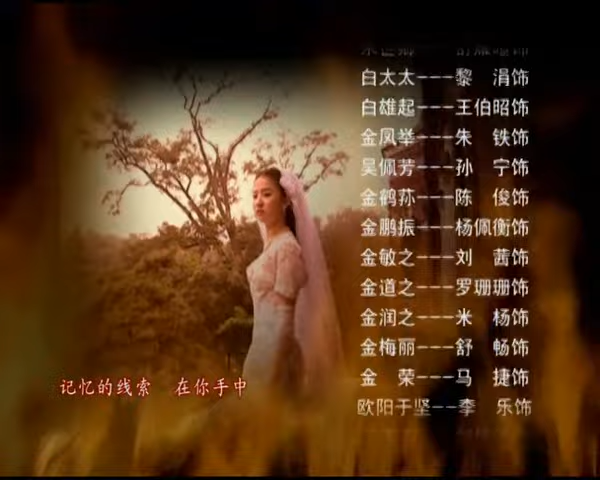 白太太---黎 涓饰
白雄起---王伯昭饰
金凤举---朱 铁饰
吴佩芳---孙 宁饰
金鹤荪---陈 俊饰
金鹏振---杨佩衡饰
金敏之---刘 茜饰
金道之---罗珊珊饰
金润之---米 杨饰
金梅丽---舒 畅饰
金 荣---马 捷饰
欧阳于坚--李 乐饰
记忆的线索 在你手中